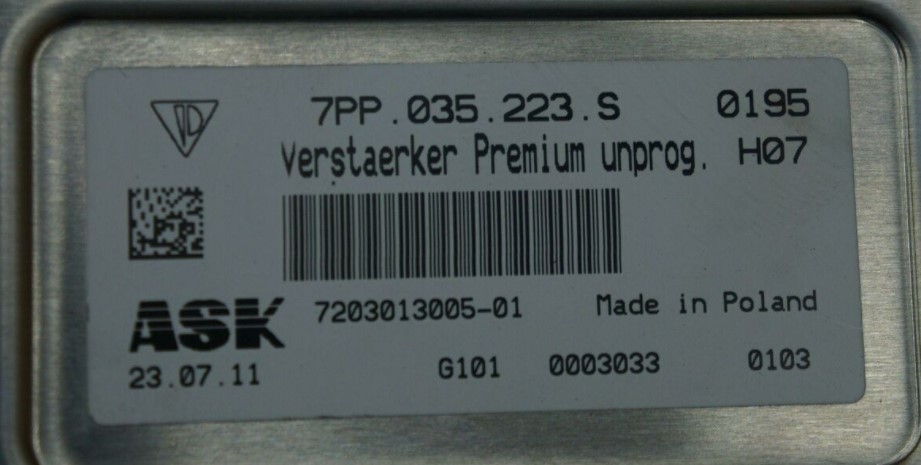 7PP.035.223.S 0195
Verstaerker Premium unprog. H07
ASK 7203013005-01 Made in Poland
23.07.11 G101 0003033 0103